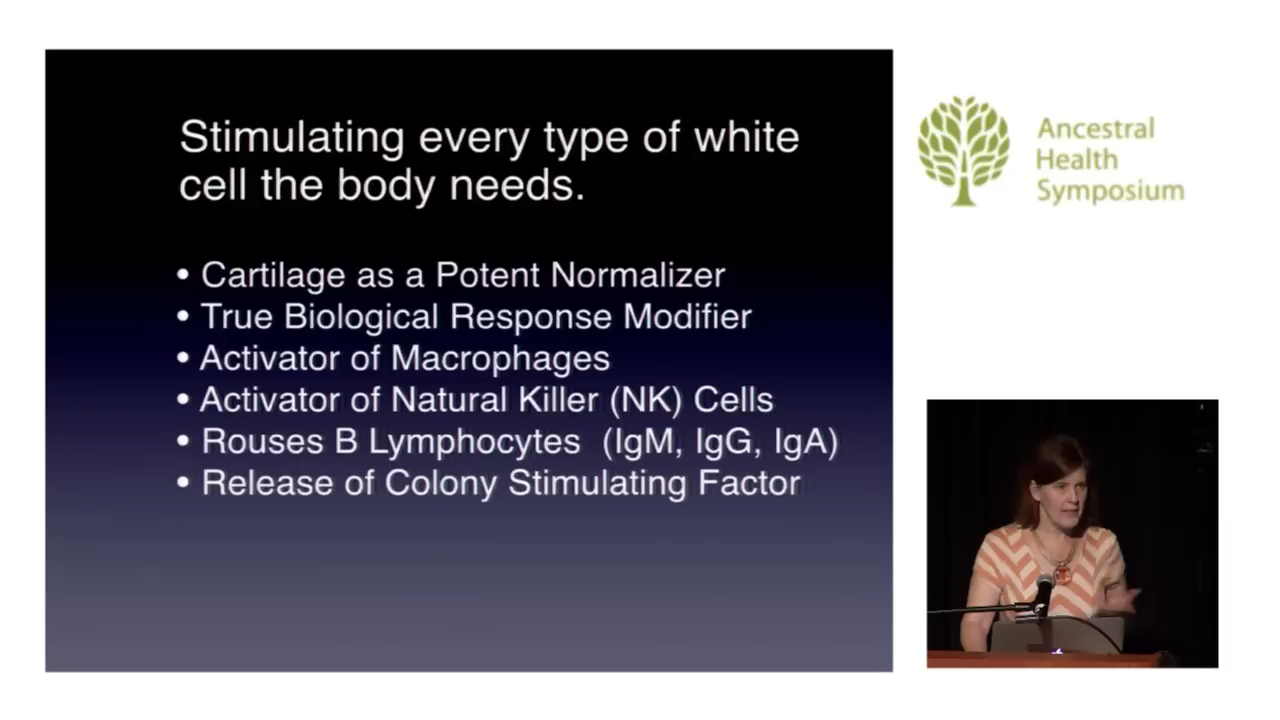 Stimulating every type of white
cell the body needs.
• Cartilage as a Potent Normalizer
• True Biological Response Modifier
• Activator of Macrophages
• Activator of Natural Killer (NK) Cells
• Rouses B Lymphocytes (IgM, IgG, IgA)
• Release of Colony Stimulating Factor
Ancestral
Health
Symposium